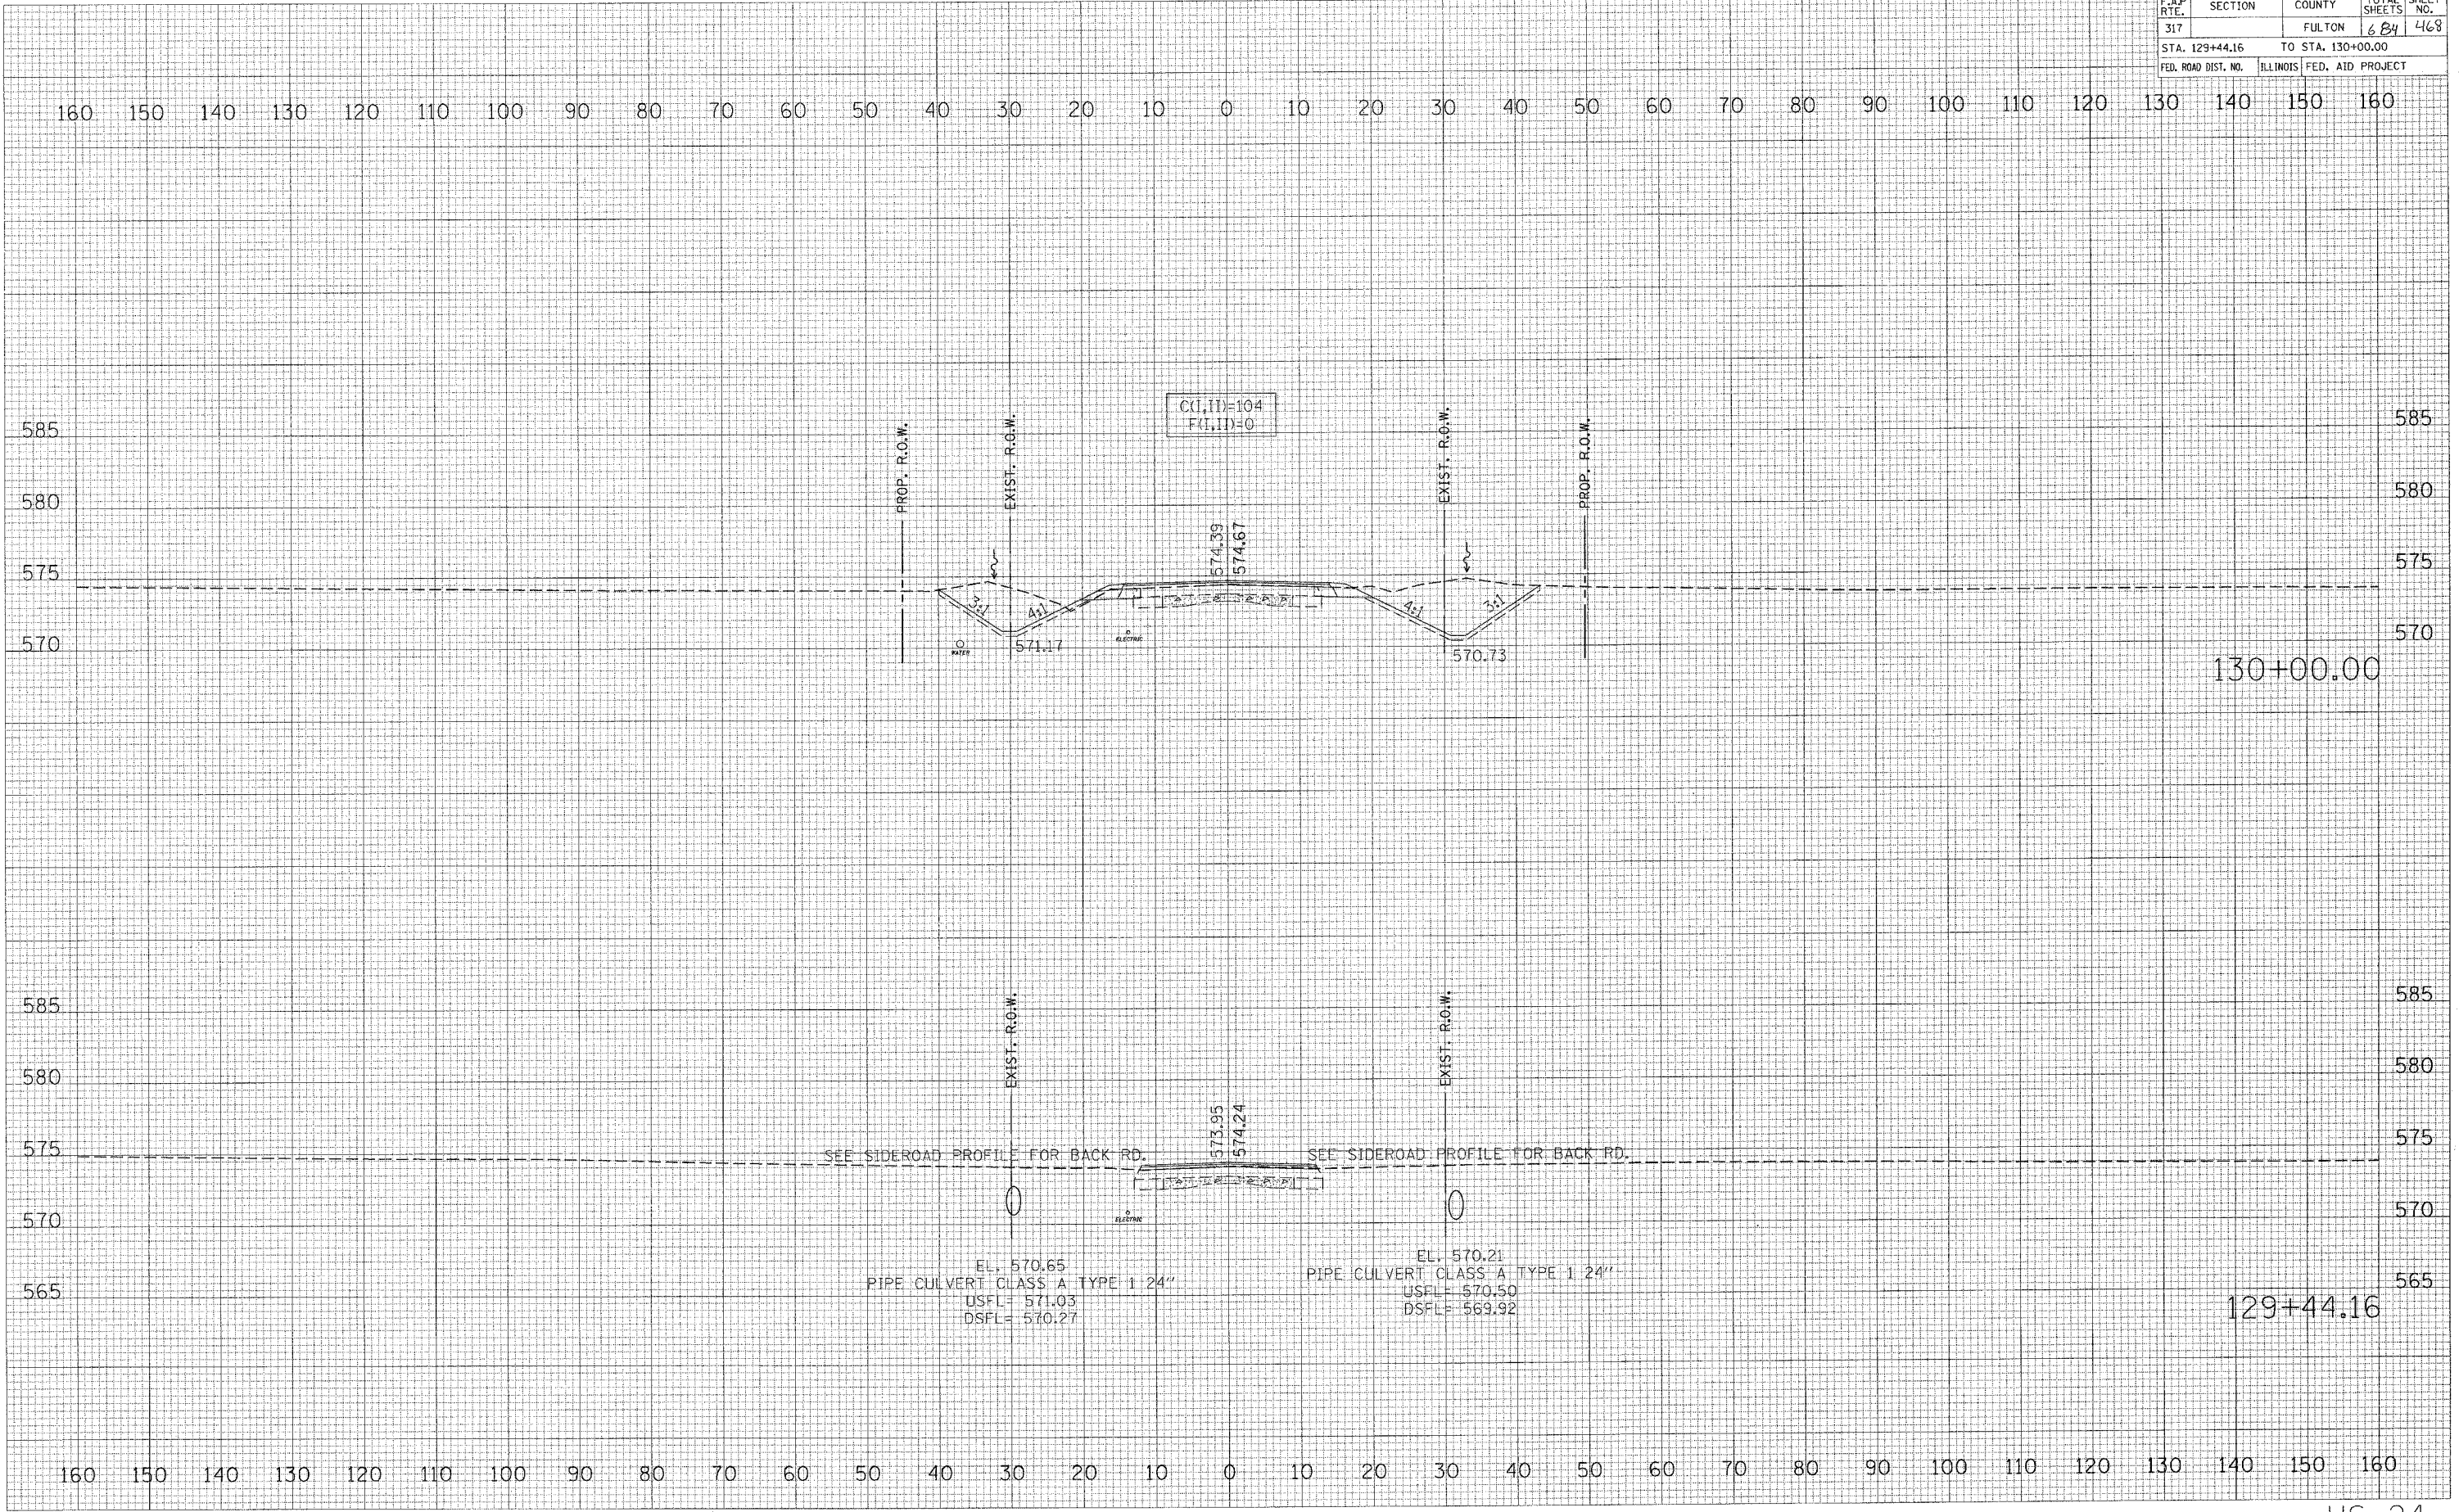 F.A.P. RTE. SECTION COUNTY TOTAL SHEETS SHEET NO.
317 FULTON 684 468
STA. 129+44.16 TO STA. 130+00.00
FED. ROAD DIST. NO. ILLINOIS FED. AID PROJECT
160 150 140 130 120 110 100 90 80 70 60 50 40 30 20 10 0 10 20 30 40 50 60 70 80 90 100 110 120 130 140 150 160
C(I,II)=104
F(I,II)=0
585 585
PROP. R.O.W.
EXIST. R.O.W.
EXIST. R.O.W.
PROP. R.O.W.
580 580
574.39
574.67
575 575
3:1 4:1 4:1 3:1
570 570
WATER
571.17
ELECTRIC
570.73
130+00.00
585 585
EXIST. R.O.W.
EXIST. R.O.W.
580 580
573.95
574.24
575 575
SEE SIDEROAD PROFILE FOR BACK RD. SEE SIDEROAD PROFILE FOR BACK RD.
570 570
ELECTRIC
EL. 570.65
PIPE CULVERT CLASS A TYPE 1 24"
USFL= 571.03
DSFL= 570.27
EL. 570.21
PIPE CULVERT CLASS A TYPE 1 24"
USFL= 570.50
DSFL= 569.92
565 565
129+44.16
160 150 140 130 120 110 100 90 80 70 60 50 40 30 20 10 0 10 20 30 40 50 60 70 80 90 100 110 120 130 140 150 160
US 24